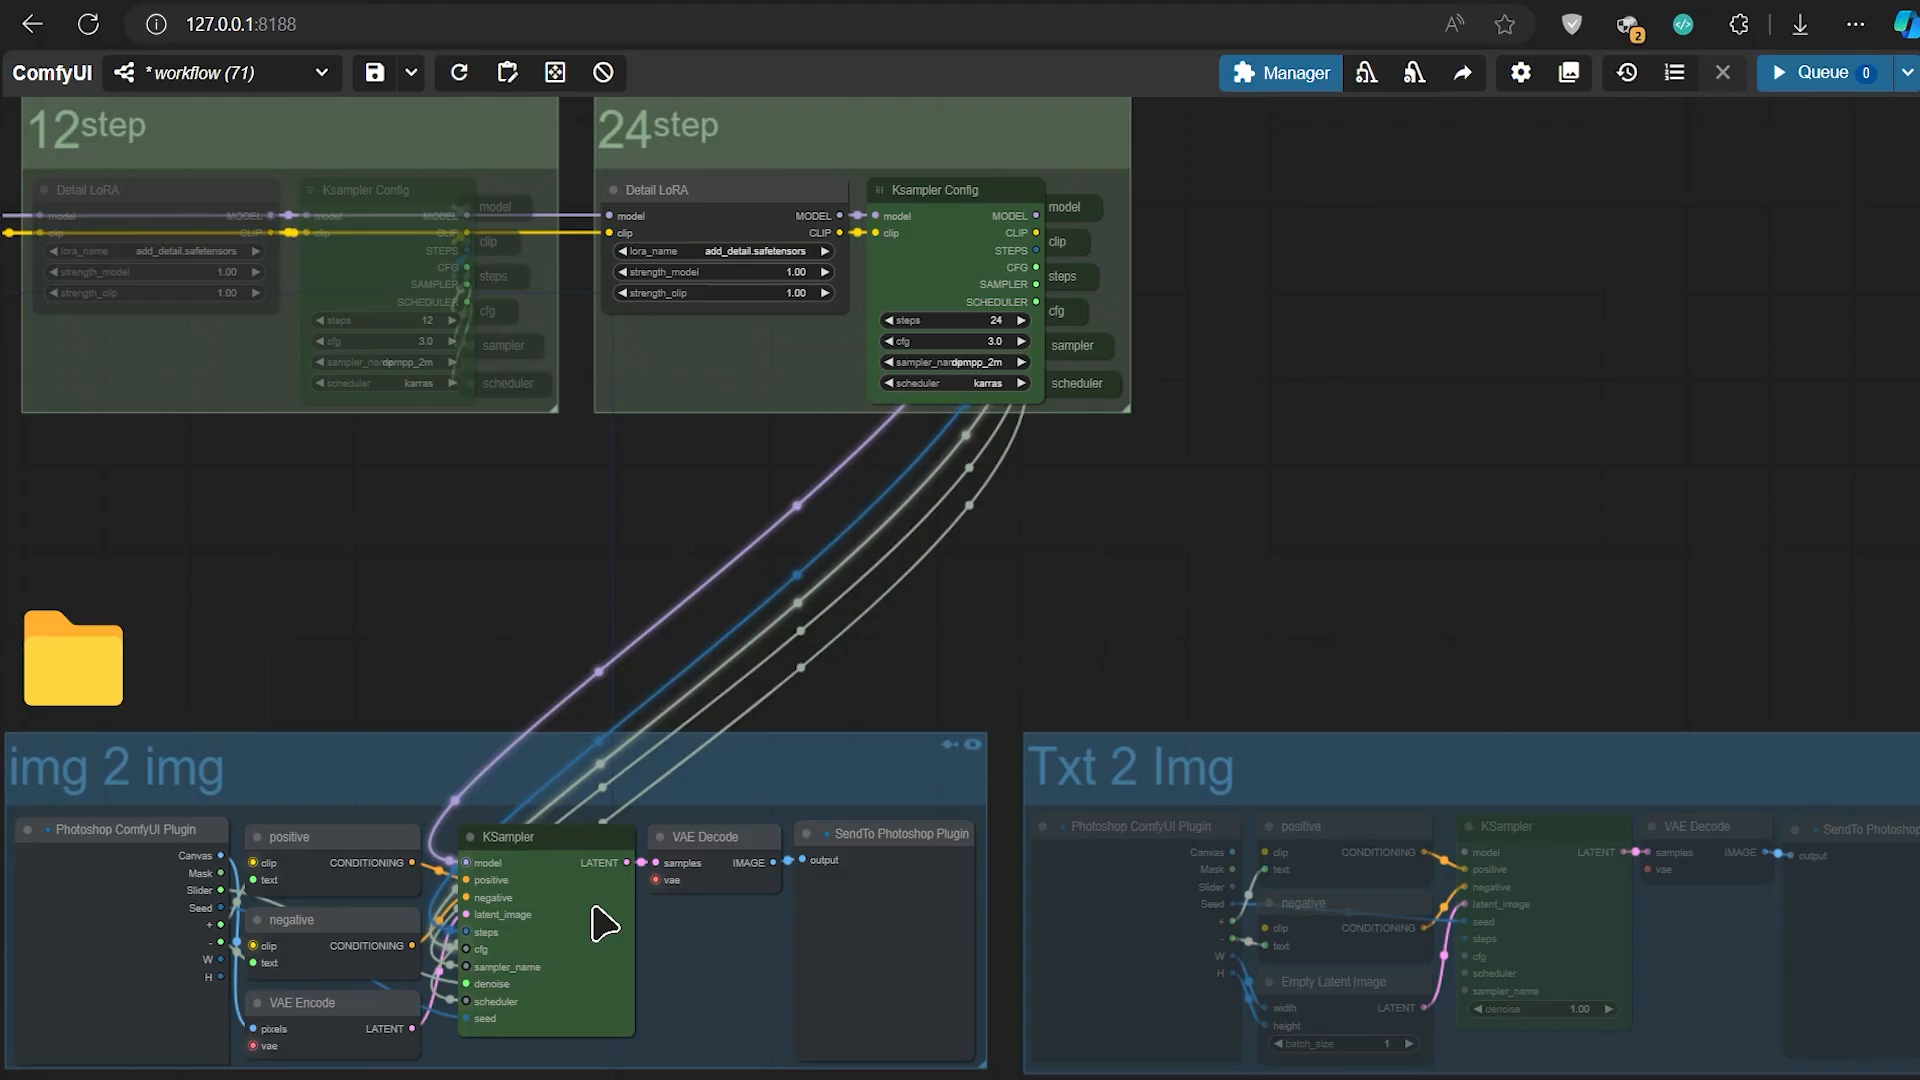 127.0.0.1:8188
2
ComfyUI
* workflow (71)
Manager
Queue 0
12step
Detail LoRA
model MODEL
clip CLIP
lora_name add_detail.safetensors
strength_model 1.00
strength_clip 1.00
Ksampler Config
model MODEL
clip CLIP
STEPS
CFG
SAMPLER
SCHEDULER
steps 12
cfg 3.0
dpmpp_2m
scheduler karras
model
clip
steps
cfg
sampler
scheduler
24step
Detail LoRA
model MODEL
clip CLIP
lora_name add_detail.safetensors
strength_model 1.00
strength_clip 1.00
Ksampler Config
model MODEL
clip CLIP
STEPS
CFG
SAMPLER
SCHEDULER
steps 24
cfg 3.0
dpmpp_2m
scheduler karras
model
clip
steps
cfg
sampler
scheduler
img 2 img
Photoshop ComfyUI Plugin
Canvas
Mask
Slider
Seed
+
-
W
H
positive
clip CONDITIONING
text
negative
clip CONDITIONING
text
VAE Encode
pixels LATENT
vae
KSampler
model LATENT
positive
negative
latent_image
steps
cfg
sampler_name
denoise
scheduler
seed
VAE Decode
samples IMAGE
vae
SendTo Photoshop Plugin
output
Txt 2 Img
Photoshop ComfyUI Plugin
Canvas
Mask
Slider
Seed
+
-
W
H
positive
clip CONDITIONING
text
negative
clip CONDITIONING
text
Empty Latent Image
width LATENT
height
batch_size 1
KSampler
model LATENT
positive
negative
latent_image
seed
steps
cfg
scheduler
sampler_name
denoise 1.00
VAE Decode
samples IMAGE
vae
SendTo Photoshop
output